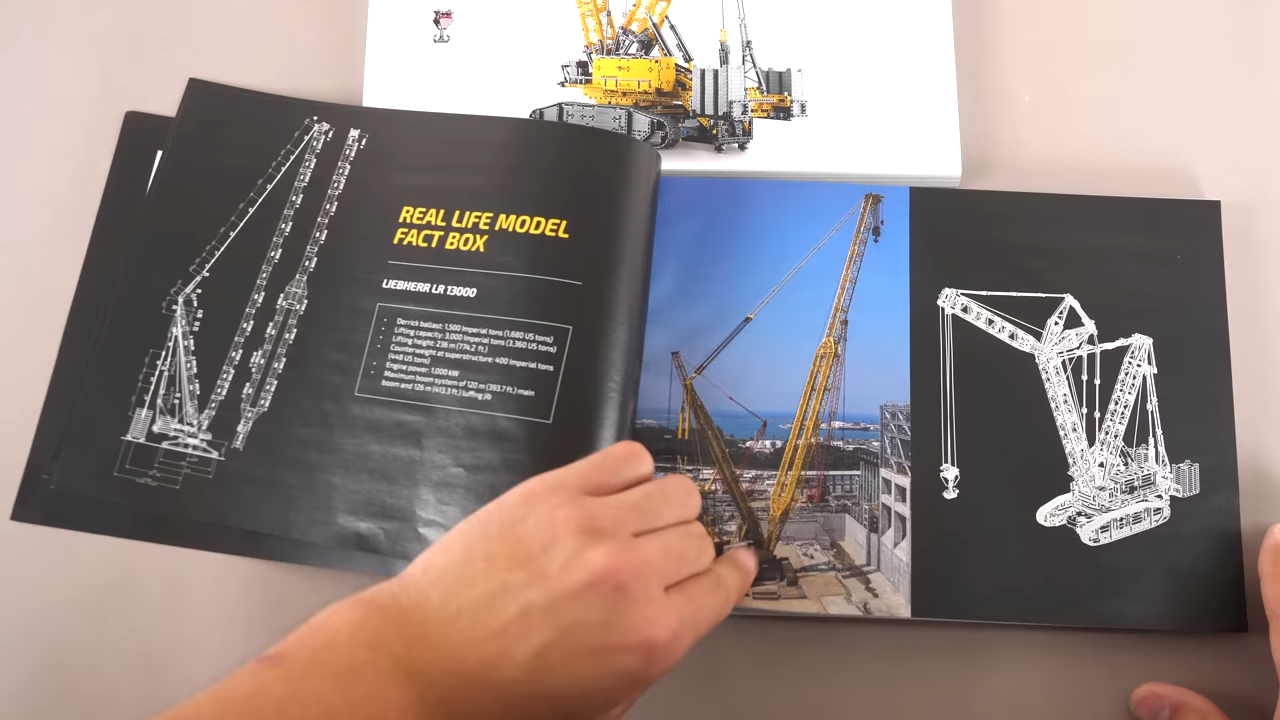 REAL LIFE MODEL
FACT BOX
LIEBHERR LR 13000
• Derrick ballast: 1,500 Imperial tons (1,680 US tons)
• Lifting capacity: 3,000 Imperial tons (3,360 US tons)
• Lifting height: 236 m (774.2 ft.)
• Counterweight at superstructure: 400 Imperial tons
(448 US tons)
• Engine power: 1,000 kW
• Maximum boom system of 120 m (393.7 ft.) main
boom and 126 m (413.3 ft.) luffing jib